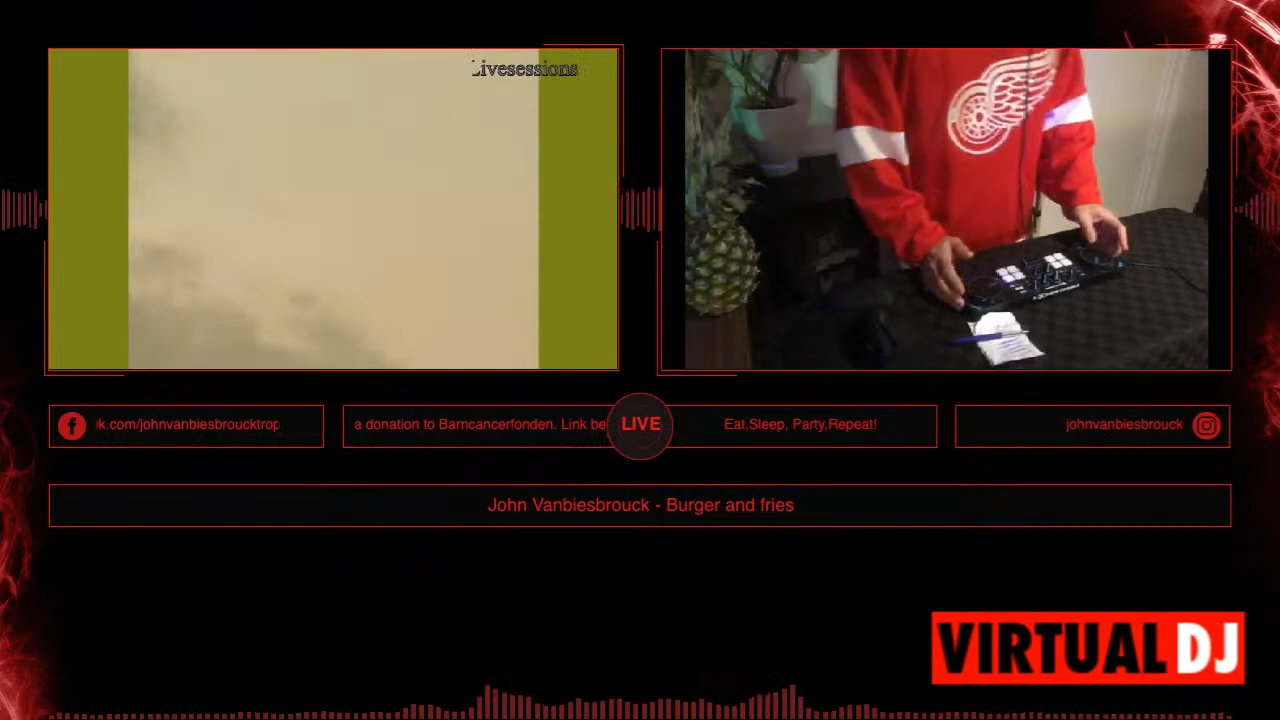 Livesessions
k.com/johnvanbiesbroucktrop
a donation to Barncancerfonden. Link be
LIVE
Eat,Sleep, Party,Repeat!
johnvanbiesbrouck
John Vanbiesbrouck - Burger and fries
VIRTUAL DJ